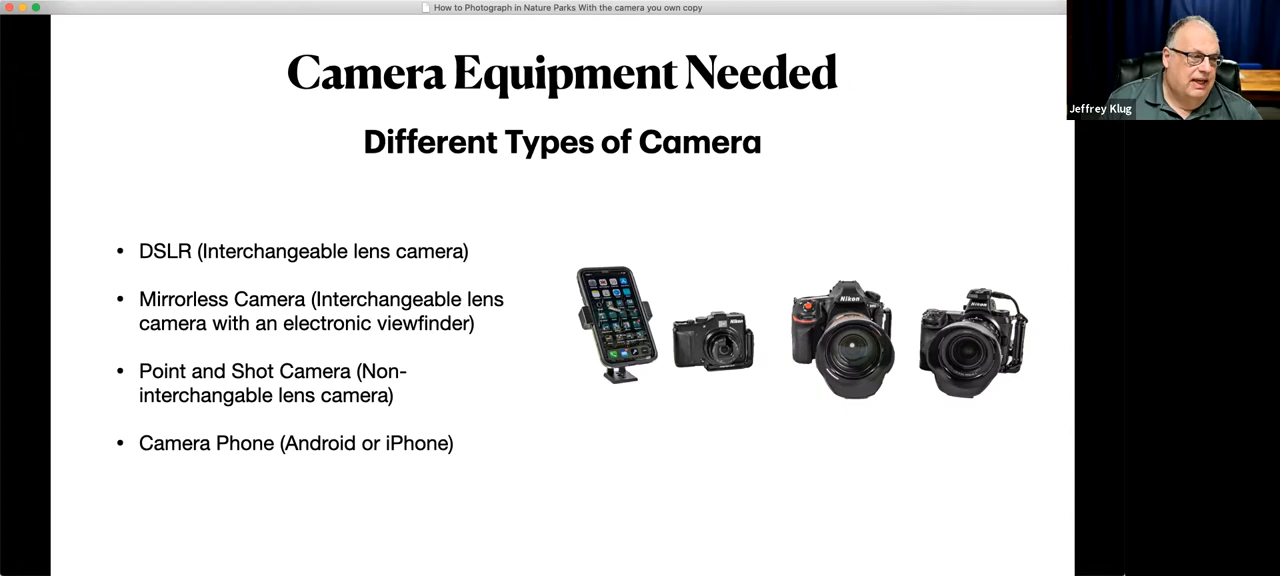 How to Photograph in Nature Parks With the camera you own copy
Camera Equipment Needed
Different Types of Camera
• DSLR (Interchangeable lens camera)
• Mirrorless Camera (Interchangeable lens
camera with an electronic viewfinder)
• Point and Shot Camera (Non-
interchangable lens camera)
• Camera Phone (Android or iPhone)
Nikon
Nikon
Jeffrey Klug